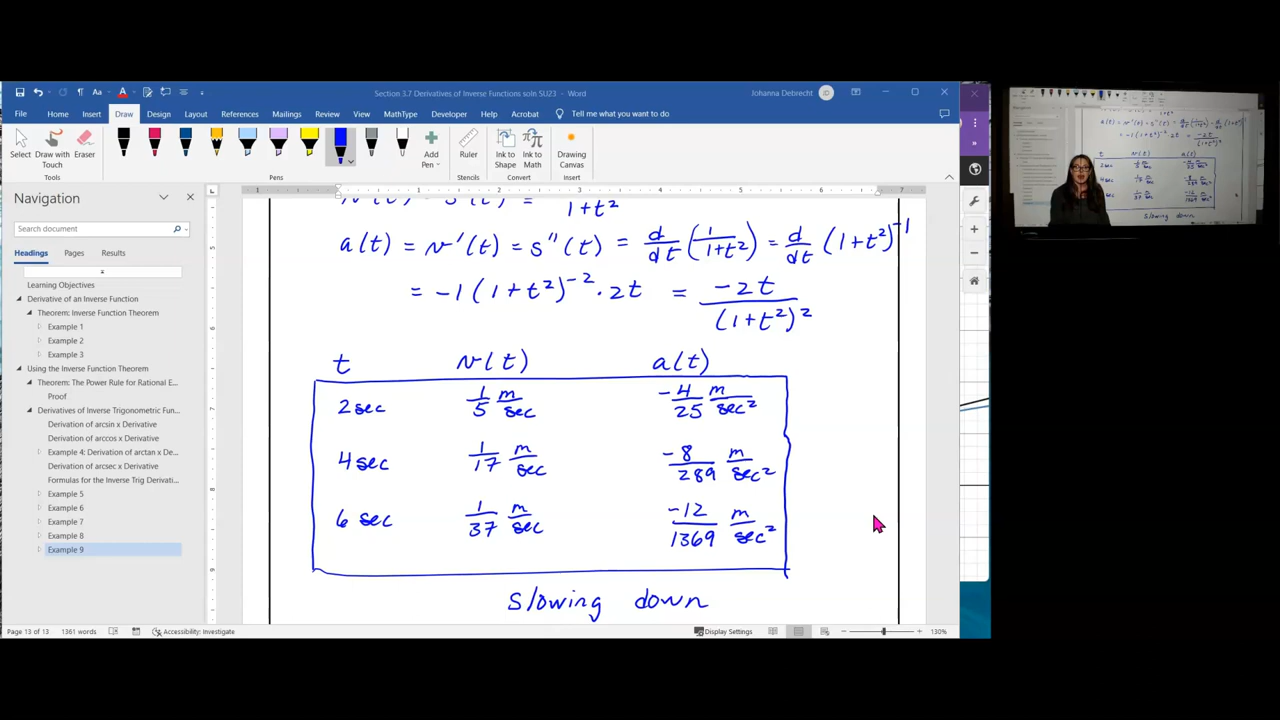 Section 3.7 Derivatives of Inverse Functions soln SU23 - Word
Johanna Debrecht JD
File Home Insert Draw Design Layout References Mailings Review View MathType Developer Help Tell me what you want to do
Select Draw with Touch Eraser Add Pen Ruler Ink to Shape Ink to Math Drawing Canvas
Pens Stencils Convert Insert
Navigation
Search document
Headings Pages Results
Learning Objectives
Derivative of an Inverse Function
Theorem: Inverse Function Theorem
Example 1
Example 2
Example 3
Using the Inverse Function Theorem
Theorem: The Power Rule for Rational E...
Proof
Derivatives of Inverse Trigonometric Func...
Derivation of arcsin x Derivative
Derivation of arccos x Derivative
Example 4: Derivation of arctan x De...
Derivation of arcsec x Derivative
Formulas for the Inverse Trig Derivati...
Example 5
Example 6
Example 7
Example 8
Example 9
1+t²
a(t) = v'(t) = s''(t) = d/dt (1/(1+t²)) = d/dt (1+t²)⁻¹
= -1(1+t²)⁻² · 2t = -2t/(1+t²)²
t v(t) a(t)
2 sec 1/5 m/sec -4/25 m/sec²
4 sec 1/17 m/sec -8/289 m/sec²
6 sec 1/37 m/sec -12/1369 m/sec²
Slowing down
Page 13 of 13 1361 words Accessibility: Investigate Display Settings 130%